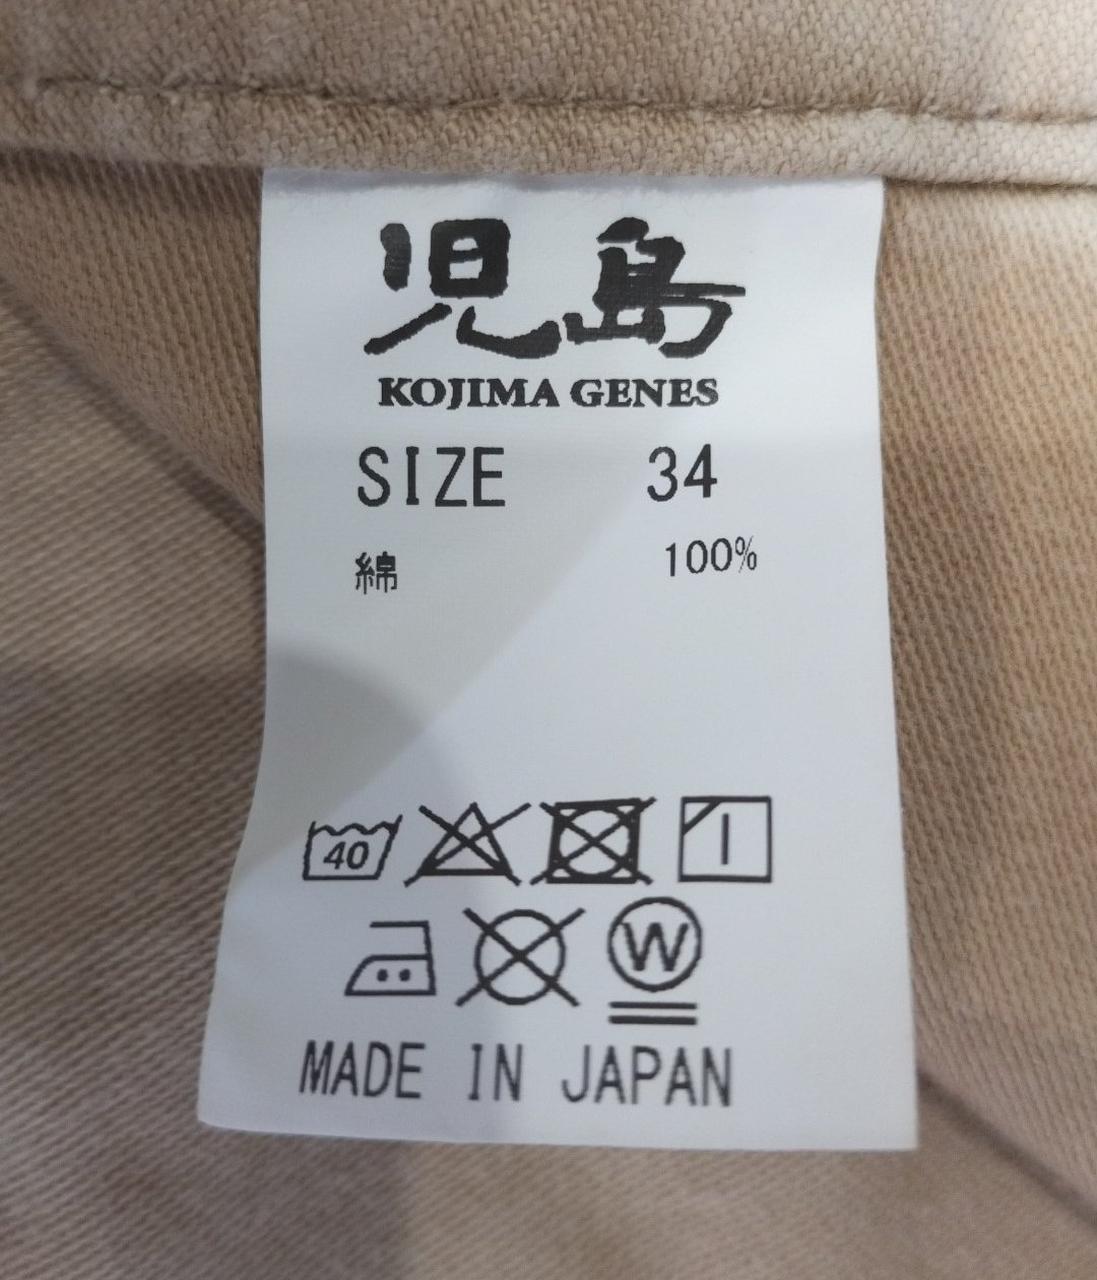 児島
KOJIMA GENES
SIZE 34
綿 100%
40
W
MADE IN JAPAN